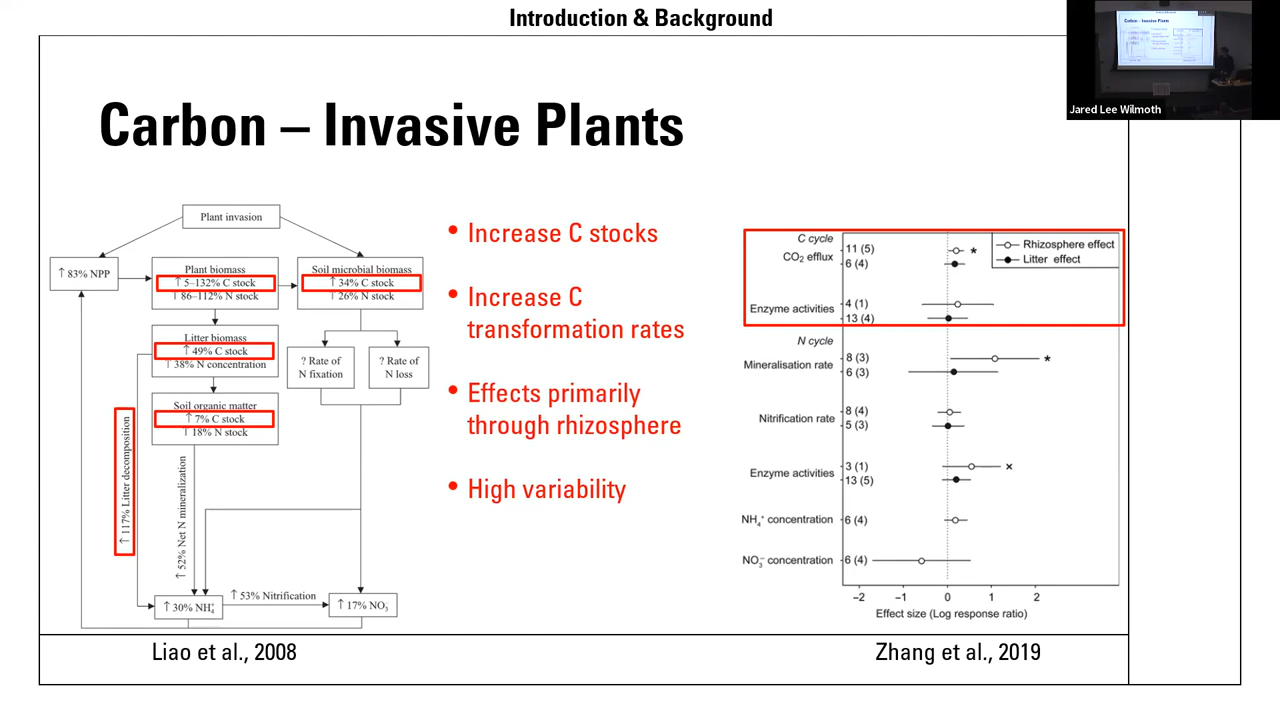 Introduction & Background
Carbon – Invasive Plants
Jared Lee Wilmoth
Carbon – Invasive Plants
Plant invasion
↑ 83% NPP
Plant biomass
↑ 5–132% C stock
↑ 86–112% N stock
Soil microbial biomass
↑ 34% C stock
↑ 26% N stock
Litter biomass
↑ 49% C stock
↑ 38% N concentration
? Rate of
N fixation
? Rate of
N loss
Soil organic matter
↑ 7% C stock
↑ 18% N stock
↑ 117% Litter decomposition
↑ 52% Net N mineralization
↑ 30% NH₄⁺
↑ 53% Nitrification
↑ 17% NO₃⁻
• Increase C stocks
• Increase C
transformation rates
• Effects primarily
through rhizosphere
• High variability
Rhizosphere effect
Litter effect
C cycle
CO₂ efflux
11 (5)
*
6 (4)
Enzyme activities
4 (1)
13 (4)
N cycle
Mineralisation rate
8 (3)
*
6 (3)
Nitrification rate
8 (4)
5 (3)
Enzyme activities
3 (1)
×
13 (5)
NH₄⁺ concentration
6 (4)
NO₃⁻ concentration
6 (4)
−2 −1 0 1 2
Effect size (Log response ratio)
Liao et al., 2008
Zhang et al., 2019